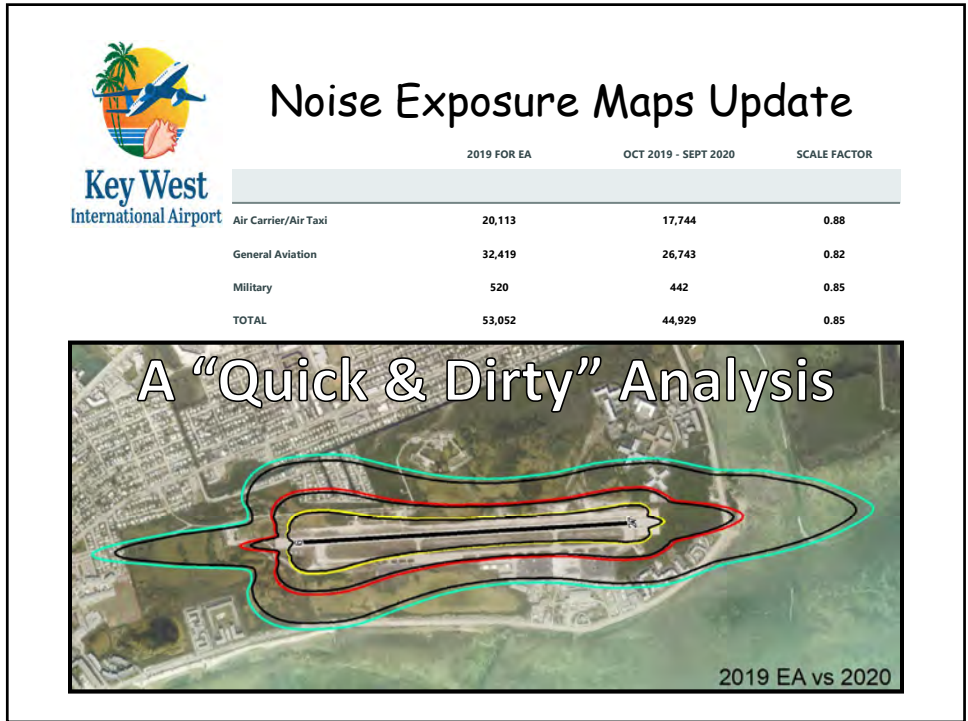 Noise Exposure Maps Update
Key West
International Airport
2019 FOR EA OCT 2019 - SEPT 2020 SCALE FACTOR
Air Carrier/Air Taxi 20,113 17,744 0.88
General Aviation 32,419 26,743 0.82
Military 520 442 0.85
TOTAL 53,052 44,929 0.85
A “Quick & Dirty” Analysis
2019 EA vs 2020